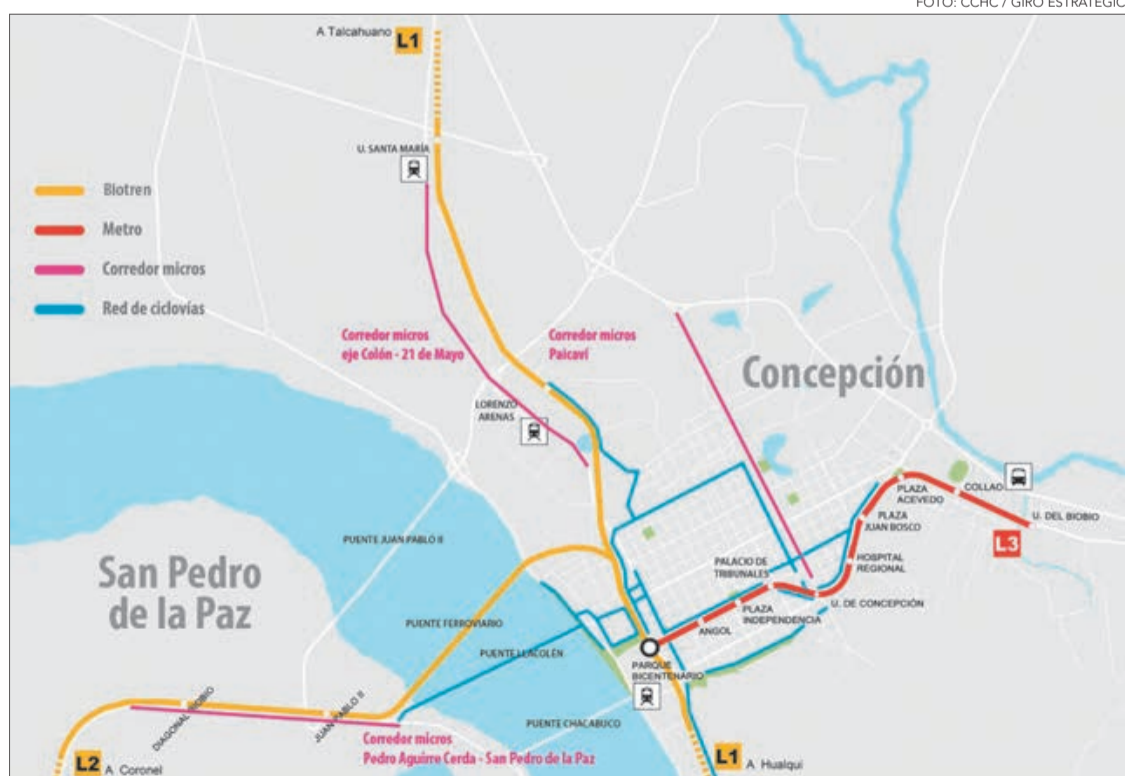 FOTO: CCHC / GIRO ESTRATÉGIC
A Talcahuano
L1
U. SANTA MARÍA
Biotren
Metro
Corredor micros
Red de ciclovías
Corredor micros
eje Colón - 21 de Mayo
Corredor micros
Paicaví
Concepción
LORENZO
ARENAS
PLAZA
ACEVEDO
COLLAO
U. DEL BIOBIO
L3
PLAZA
JUAN BOSCO
HOSPITAL
REGIONAL
PUENTE JUAN PABLO II
San Pedro
de la Paz
PALACIO DE
TRIBUNALES
U. DE CONCEPCIÓN
PLAZA
INDEPENDENCIA
ANGOL
PUENTE FERROVIARIO
PUENTE LLACOLÉN
PARQUE
BICENTENARIO
DIAGONAL BIOBIO
JUAN PABLO II
PUENTE CHACABUCO
Corredor micros
Pedro Aguirre Cerda - San Pedro de la Paz
L2
A Coronel
L1
A Hualqui